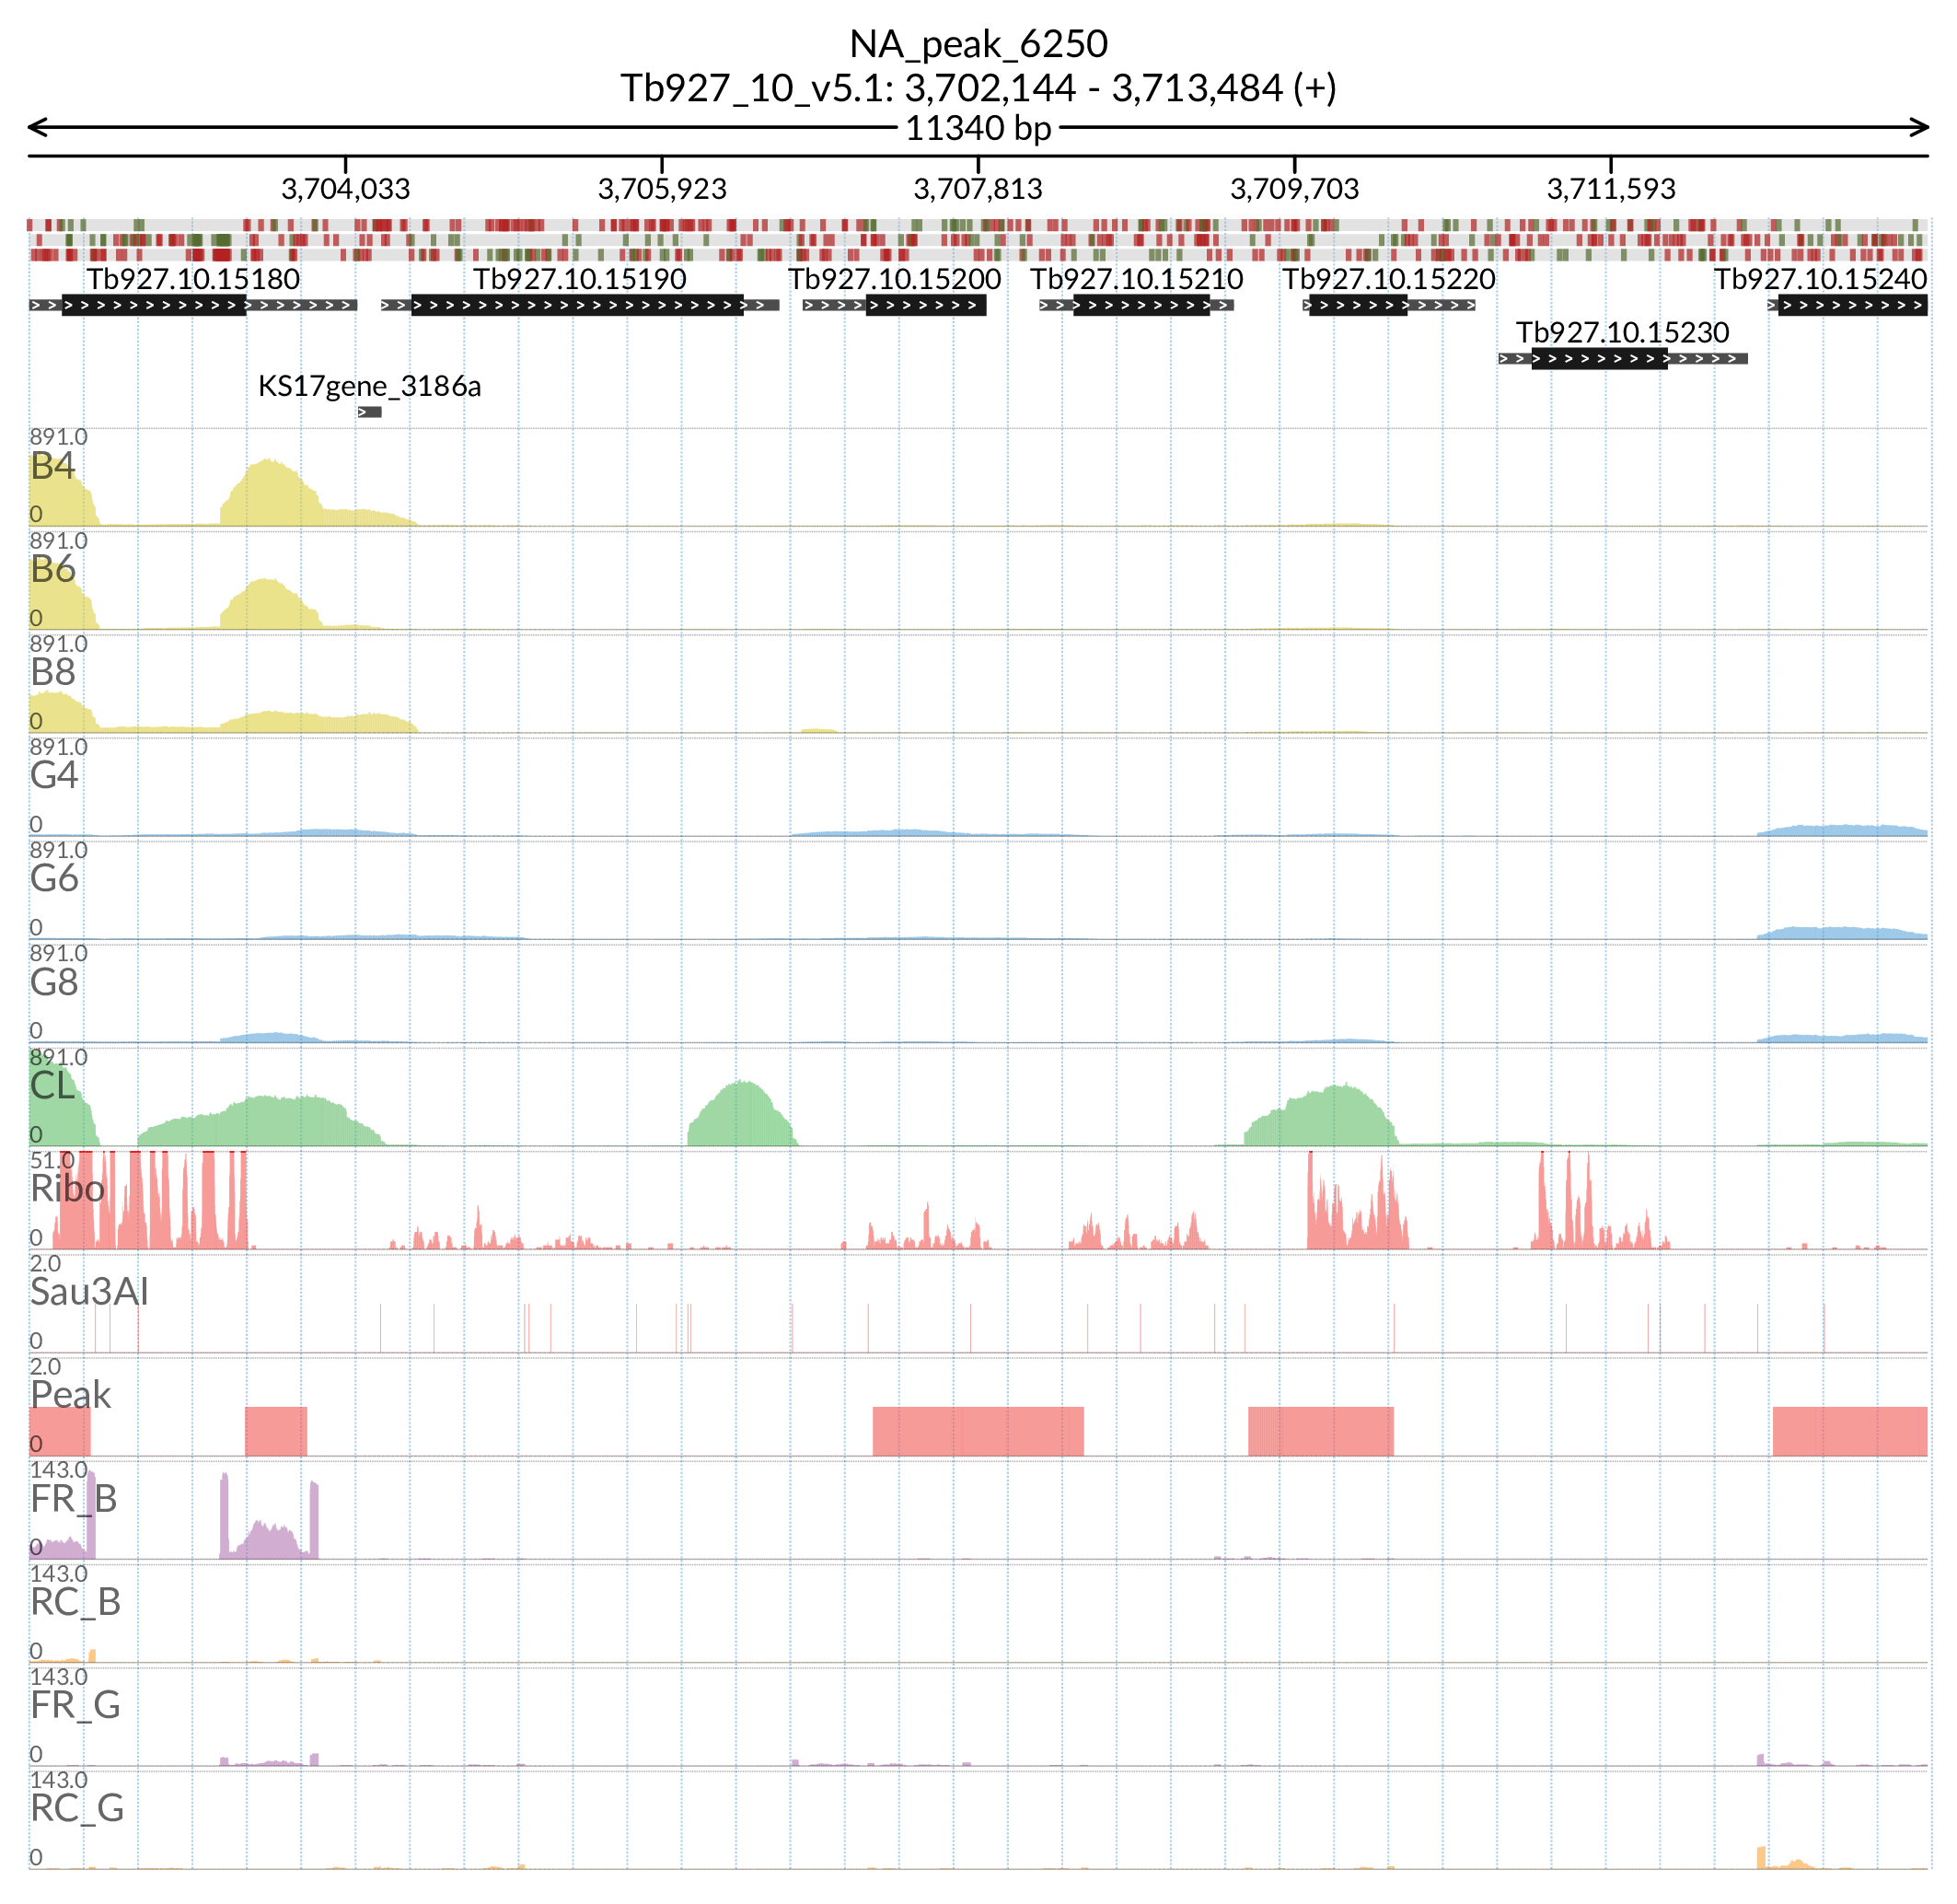 NA_peak_6250
Tb927_10_v5.1: 3,702,144 - 3,713,484 (+)
11340 bp
3,704,033 3,705,923 3,707,813 3,709,703 3,711,593
Tb927.10.15180 Tb927.10.15190 Tb927.10.15200 Tb927.10.15210 Tb927.10.15220 Tb927.10.15240
Tb927.10.15230
KS17gene_3186a
891.0
B4
0
891.0
B6
0
891.0
B8
0
891.0
G4
0
891.0
G6
0
891.0
G8
0
891.0
CL
0
51.0
Ribo
0
2.0
Sau3AI
0
2.0
Peak
0
143.0
FR_B
0
143.0
RC_B
0
143.0
FR_G
0
143.0
RC_G
0